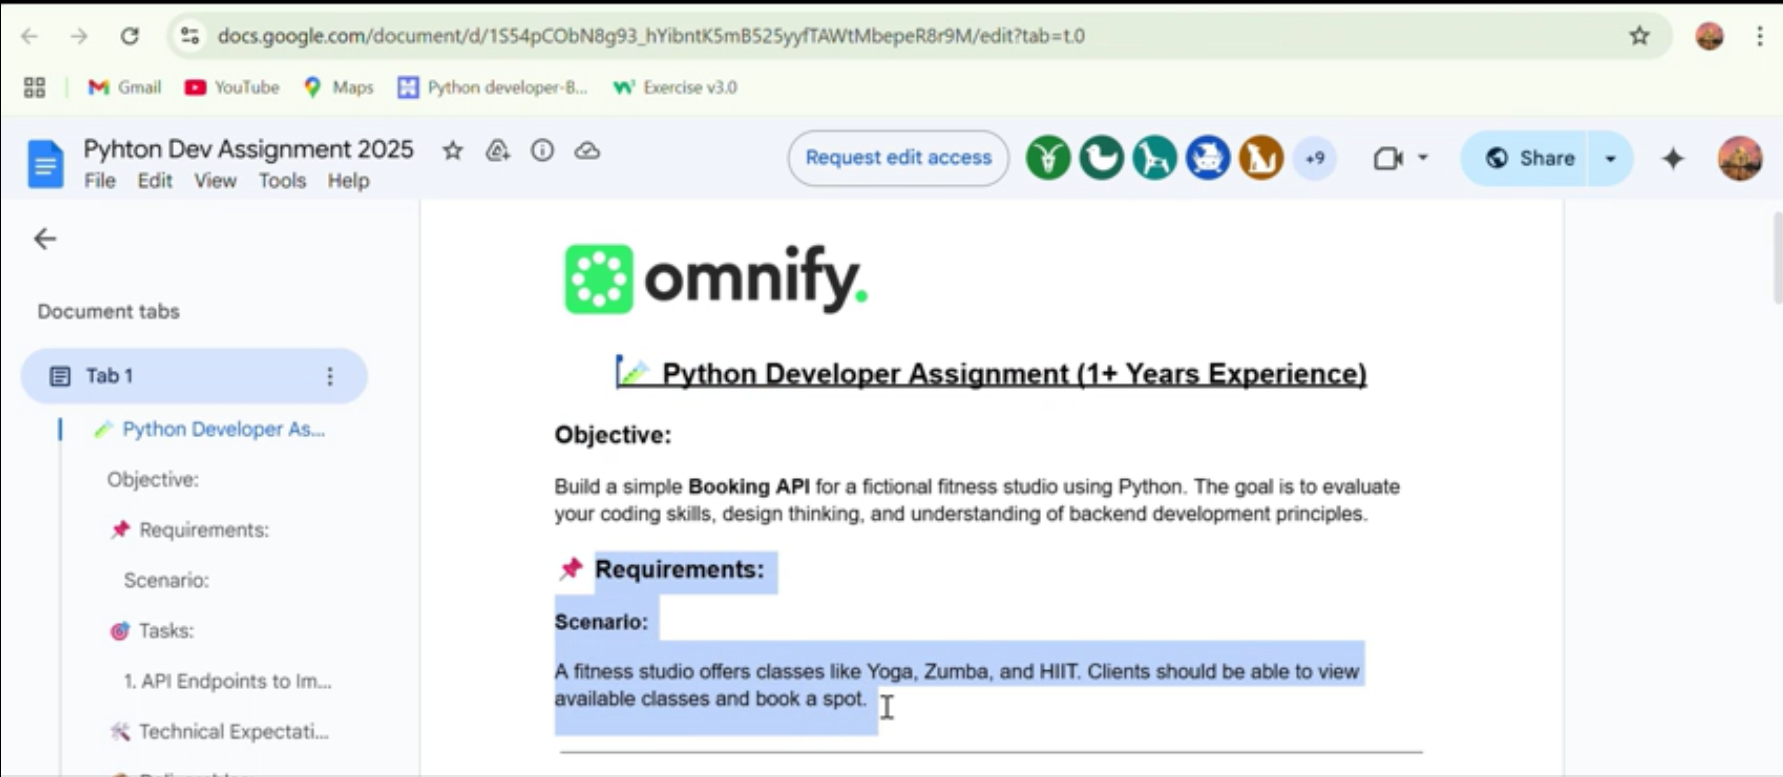 docs.google.com/document/d/1S54pCObN8g93_hYibntK5mB525yyfTAWtMbepeR8r9M/edit?tab=t.0
Gmail YouTube Maps Python developer-B... Exercise v3.0
Pyhton Dev Assignment 2025
Request edit access
+9
Share
File Edit View Tools Help
Document tabs
Tab 1
Python Developer As...
Objective:
Requirements:
Scenario:
Tasks:
1. API Endpoints to Im...
Technical Expectati...
omnify.
Python Developer Assignment (1+ Years Experience)
Objective:
Build a simple Booking API for a fictional fitness studio using Python. The goal is to evaluate
your coding skills, design thinking, and understanding of backend development principles.
Requirements:
Scenario:
A fitness studio offers classes like Yoga, Zumba, and HIIT. Clients should be able to view
available classes and book a spot.